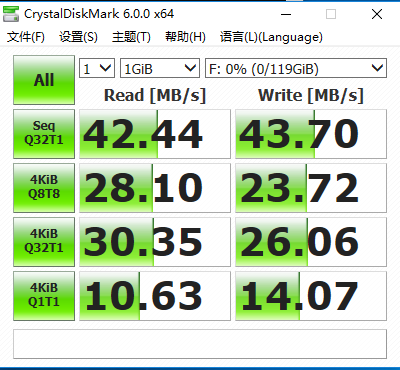 CrystalDiskMark 6.0.0 x64
文件(F) 设置(S) 主题(T) 帮助(H) 语言(L)(Language)
All 1 1GiB F: 0% (0/119GiB)
Read [MB/s] Write [MB/s]
Seq Q32T1 42.44 43.70
4KiB Q8T8 28.10 23.72
4KiB Q32T1 30.35 26.06
4KiB Q1T1 10.63 14.07